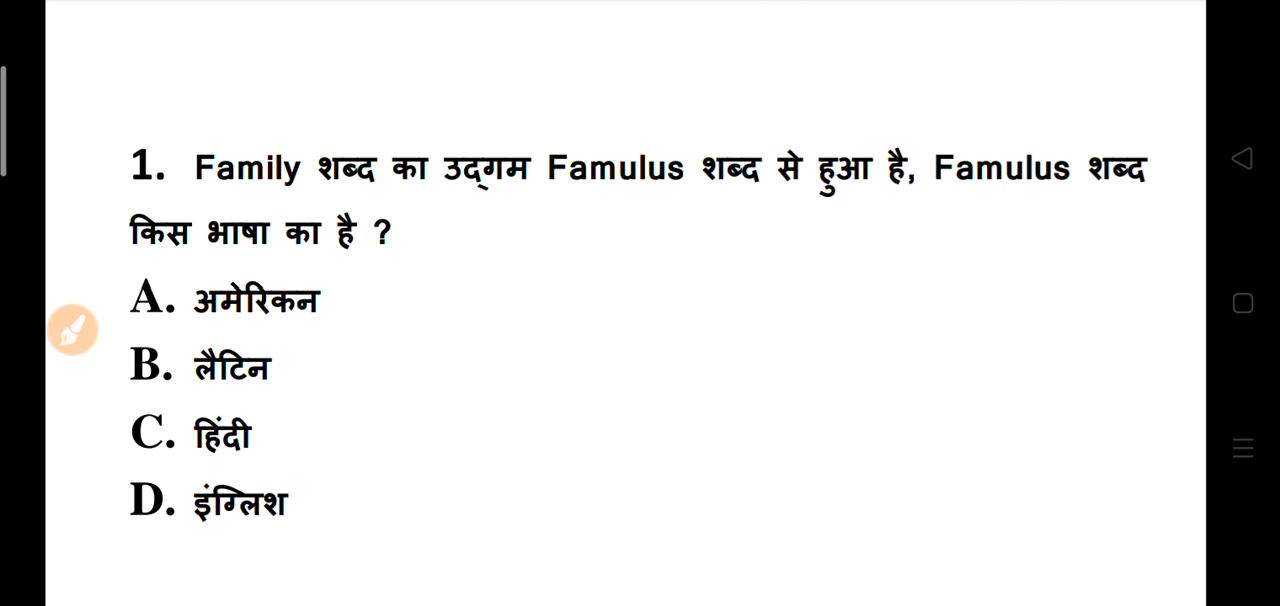 1. Family शब्द का उद्‌गम Famulus शब्द से हुआ है, Famulus शब्द
किस भाषा का है ?
A. अमेरिकन
B. लैटिन
C. हिंदी
D. इंग्लिश